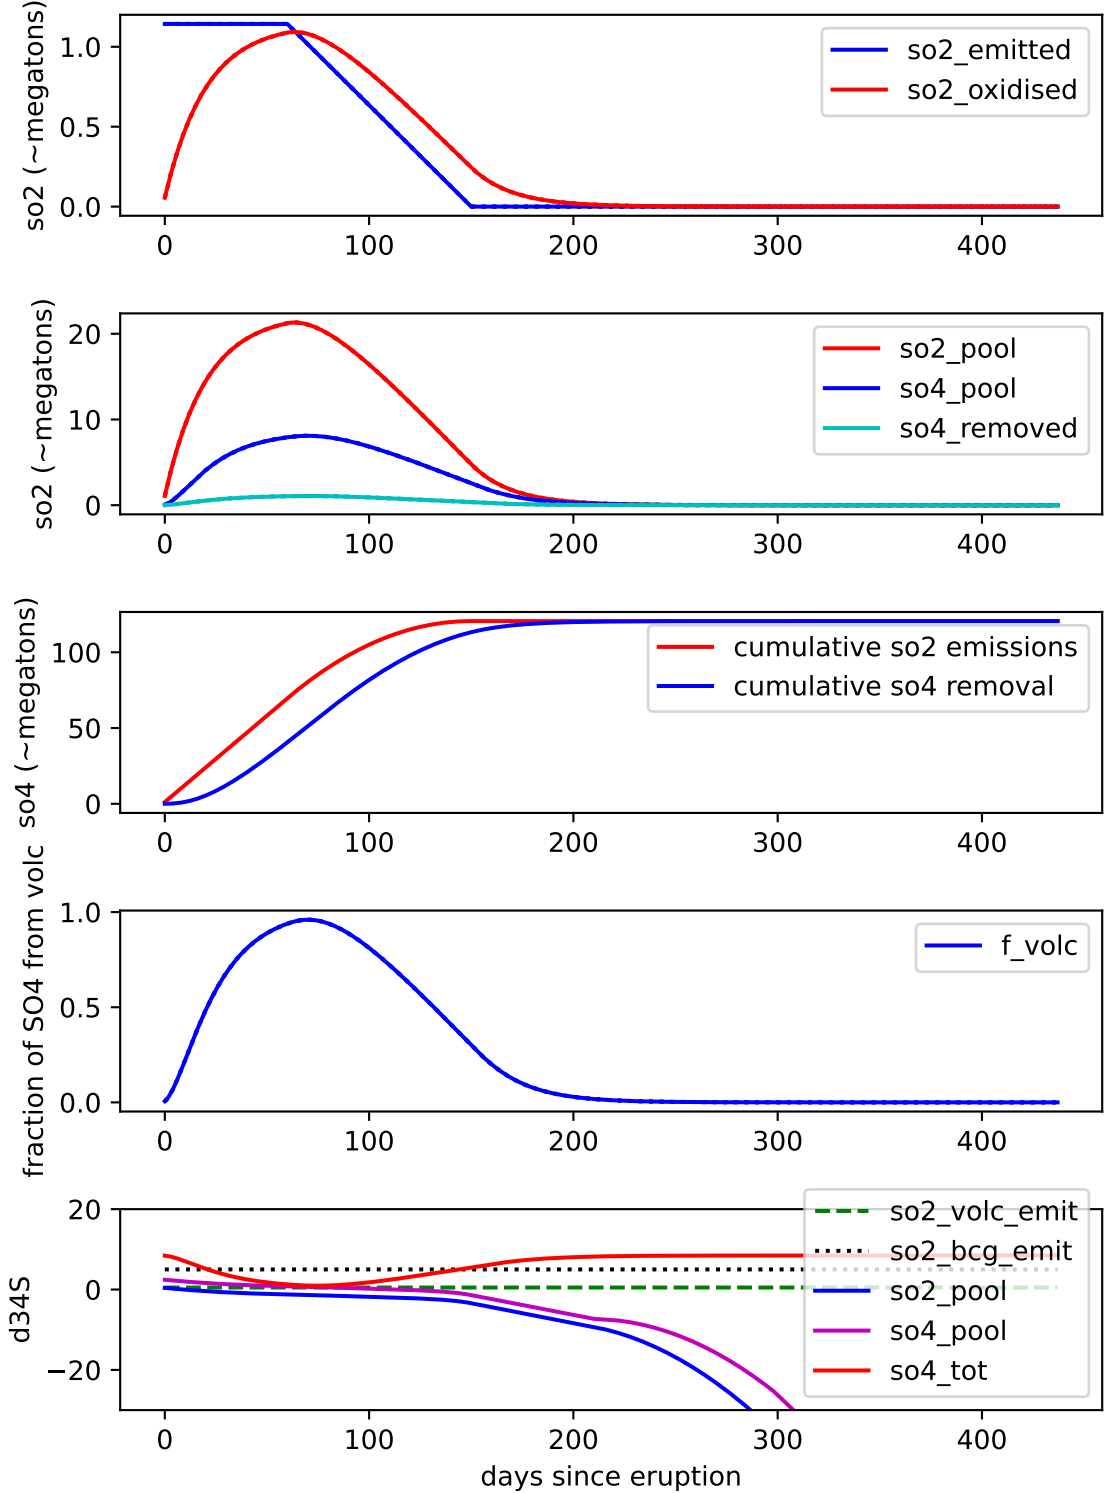 so2 (~megatons)
1.0
0.5
0.0
so2_emitted
so2_oxidised
0 100 200 300 400
so2 (~megatons)
20
10
0
so2_pool
so4_pool
so4_removed
0 100 200 300 400
so4 (~megatons)
100
50
0
cumulative so2 emissions
cumulative so4 removal
0 100 200 300 400
fraction of SO4 from volc
1.0
0.5
0.0
f_volc
0 100 200 300 400
d34S
20
0
−20
so2_volc_emit
so2_bcg_emit
so2_pool
so4_pool
so4_tot
0 100 200 300 400
days since eruption